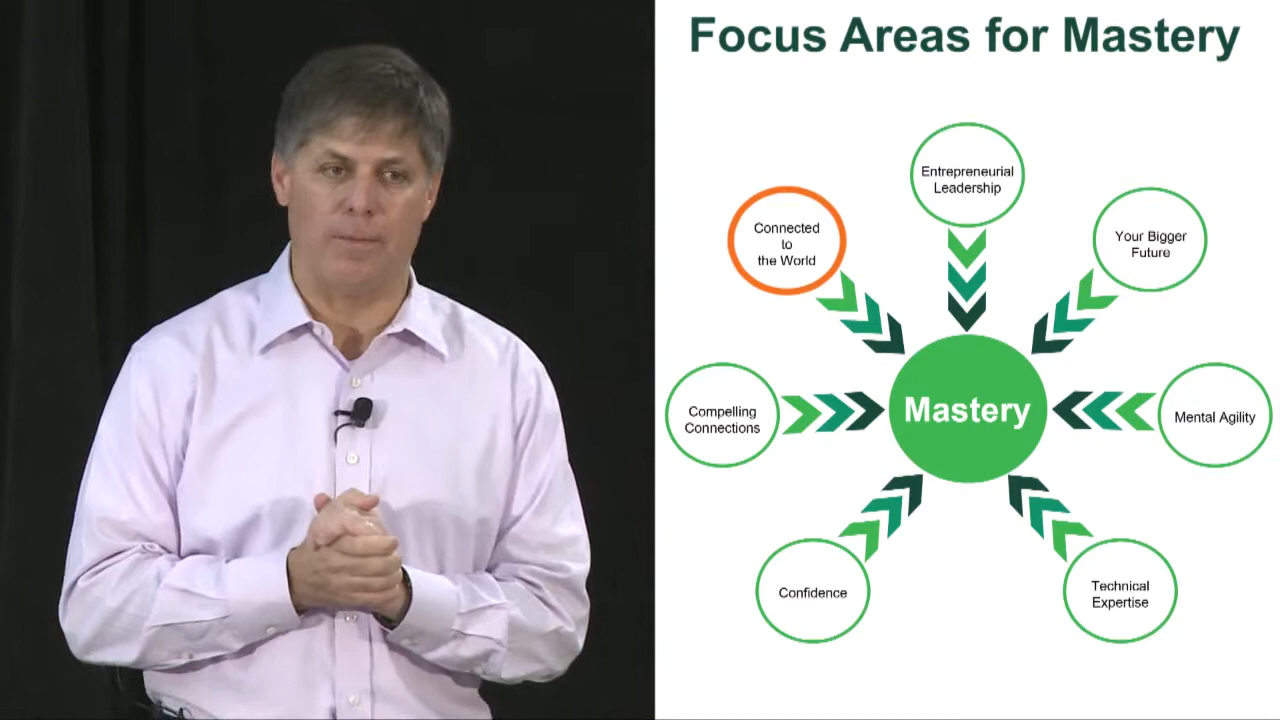 Focus Areas for Mastery
Entrepreneurial
Leadership
Connected
to
the World
Your Bigger
Future
Compelling
Connections
Mastery
Mental Agility
Confidence
Technical
Expertise